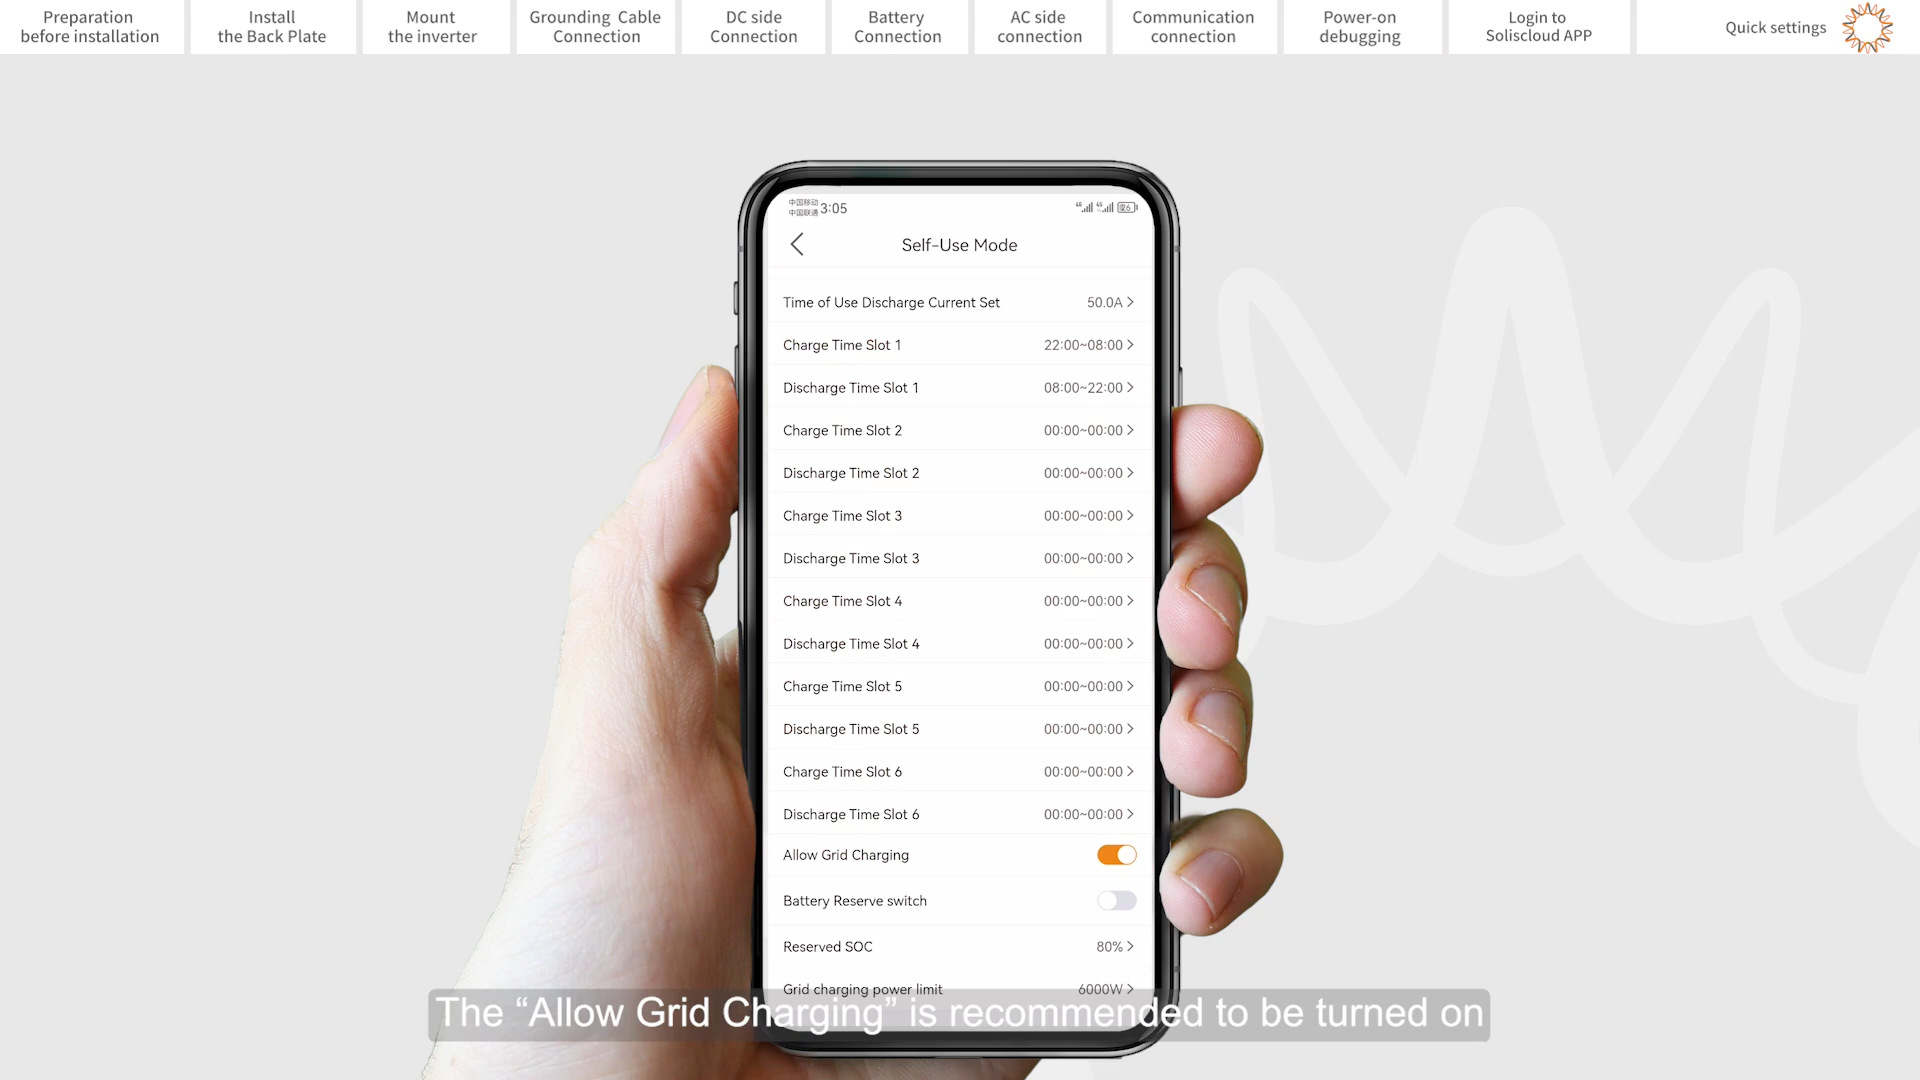 Preparation
before installation
Install
the Back Plate
Mount
the inverter
Grounding Cable
Connection
DC side
Connection
Battery
Connection
AC side
connection
Communication
connection
Power-on
debugging
Login to
Soliscloud APP
Quick settings
中国移动
中国联通 3:05
Self-Use Mode
Time of Use Discharge Current Set 50.0A
Charge Time Slot 1 22:00~08:00
Discharge Time Slot 1 08:00~22:00
Charge Time Slot 2 00:00~00:00
Discharge Time Slot 2 00:00~00:00
Charge Time Slot 3 00:00~00:00
Discharge Time Slot 3 00:00~00:00
Charge Time Slot 4 00:00~00:00
Discharge Time Slot 4 00:00~00:00
Charge Time Slot 5 00:00~00:00
Discharge Time Slot 5 00:00~00:00
Charge Time Slot 6 00:00~00:00
Discharge Time Slot 6 00:00~00:00
Allow Grid Charging
Battery Reserve switch
Reserved SOC 80%
Grid charging power limit 6000W
The “Allow Grid Charging” is recommended to be turned on